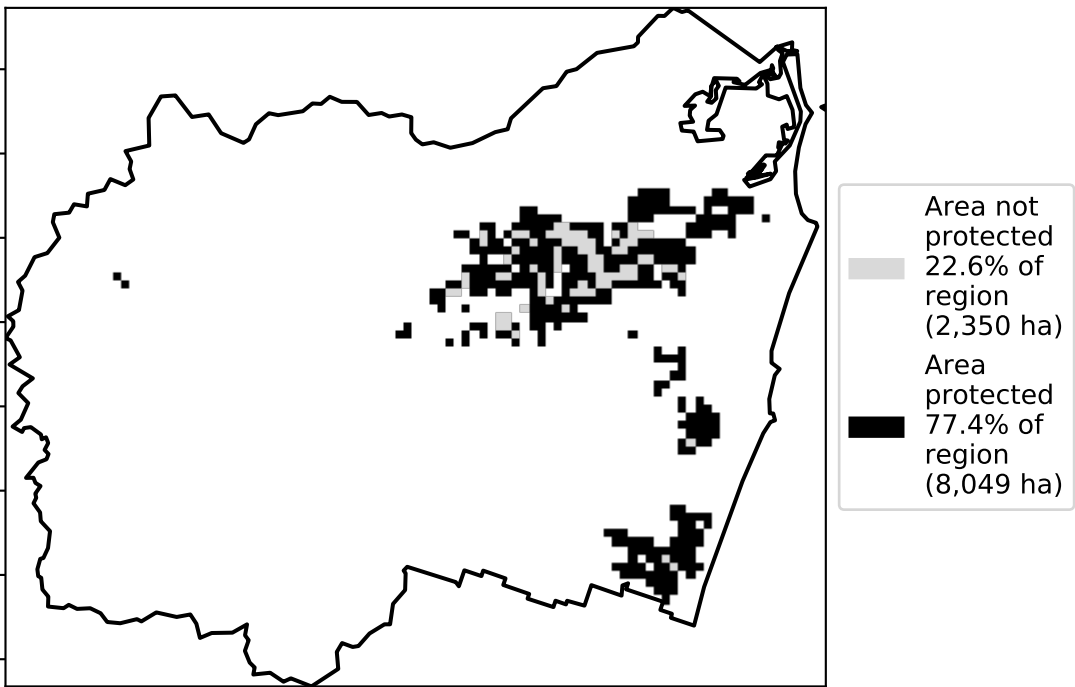 Area not
protected
22.6% of
region
(2,350 ha)
Area
protected
77.4% of
region
(8,049 ha)